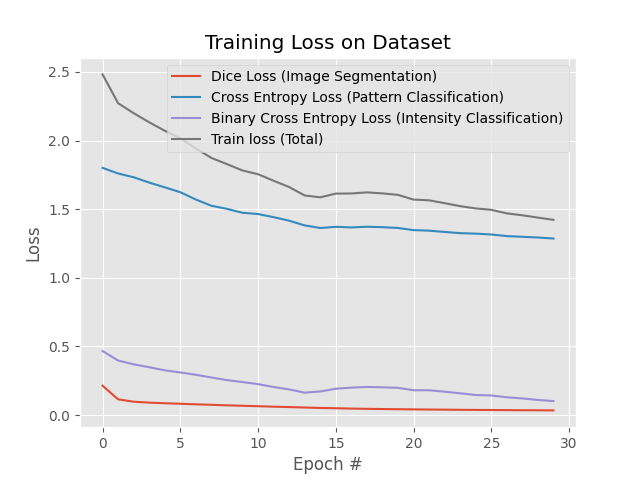 Training Loss on Dataset
Dice Loss (Image Segmentation)
Cross Entropy Loss (Pattern Classification)
Binary Cross Entropy Loss (Intensity Classification)
Train loss (Total)
Loss
2.5
2.0
1.5
1.0
0.5
0.0
0 5 10 15 20 25 30
Epoch #